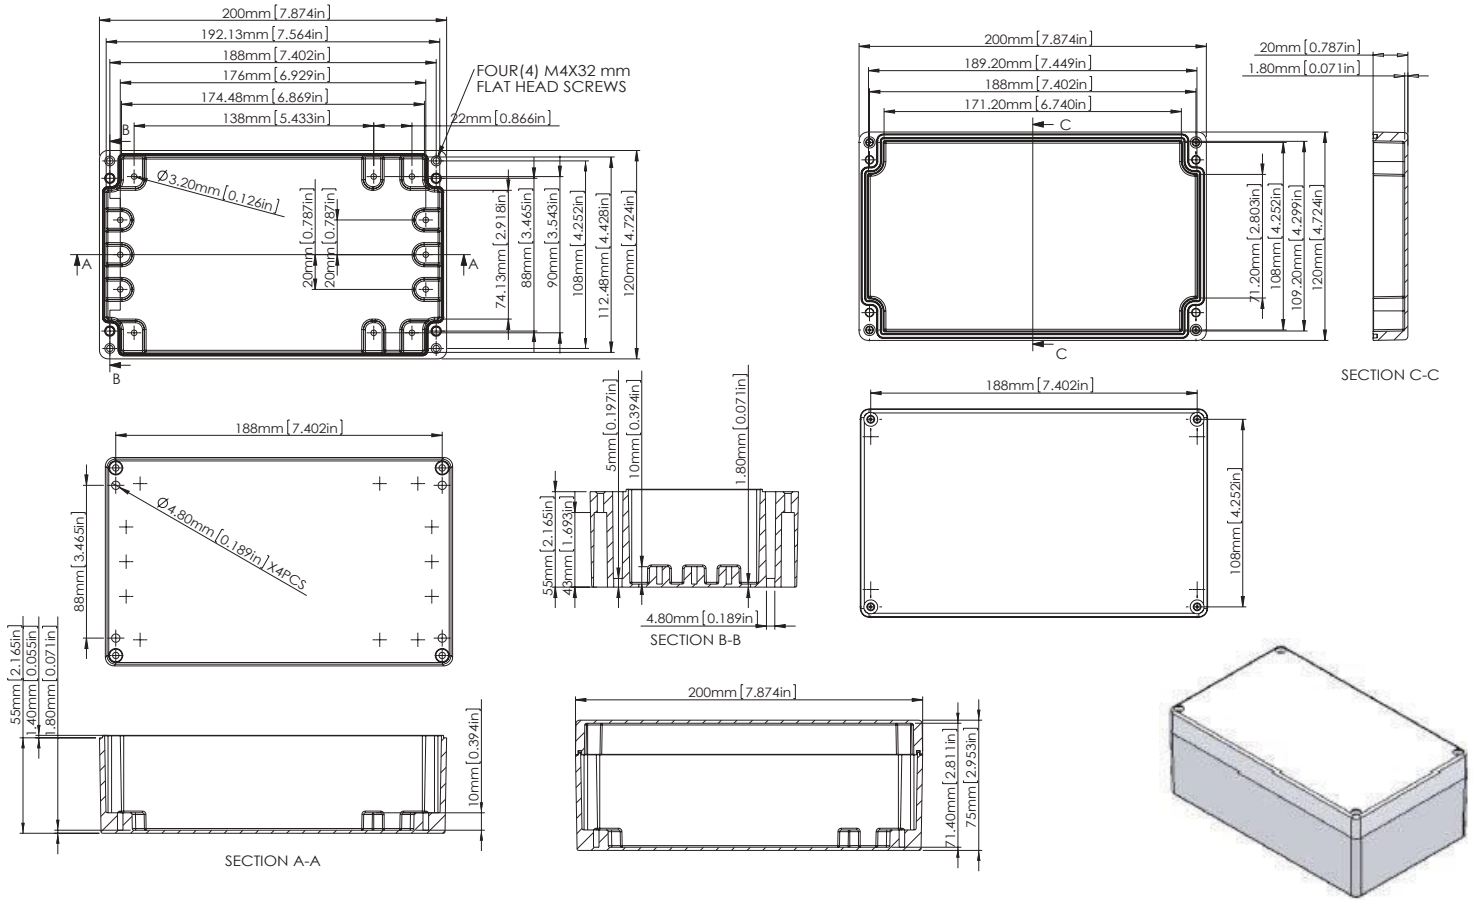 200mm[7.874in]
192.13mm[7.564in]
188mm[7.402in]
176mm[6.929in]
174.48mm[6.869in]
138mm[5.433in]
22mm[0.866in]
FOUR(4) M4X32 mm
FLAT HEAD SCREWS
B
Ø3.20mm[0.126in]
20mm[0.787in]
20mm[0.787in]
74.13mm[2.918in]
88mm[3.465in]
90mm[3.543in]
108mm[4.252in]
112.48mm[4.428in]
120mm[4.724in]
A
A
B
200mm[7.874in]
189.20mm[7.449in]
188mm[7.402in]
171.20mm[6.740in]
C
71.20mm[2.803in]
108mm[4.252in]
109.20mm[4.299in]
120mm[4.724in]
C
20mm[0.787in]
1.80mm[0.071in]
SECTION C-C
188mm[7.402in]
88mm[3.465in]
Ø4.80mm[0.189in]X4PCS
5mm[0.197in]
10mm[0.394in]
1.80mm[0.071in]
55mm[2.165in]
43mm[1.693in]
4.80mm[0.189in]
SECTION B-B
188mm[7.402in]
108mm[4.252in]
55mm[2.165in]
1.40mm[0.055in]
1.80mm[0.071in]
10mm[0.394in]
SECTION A-A
200mm[7.874in]
71.40mm[2.811in]
75mm[2.953in]